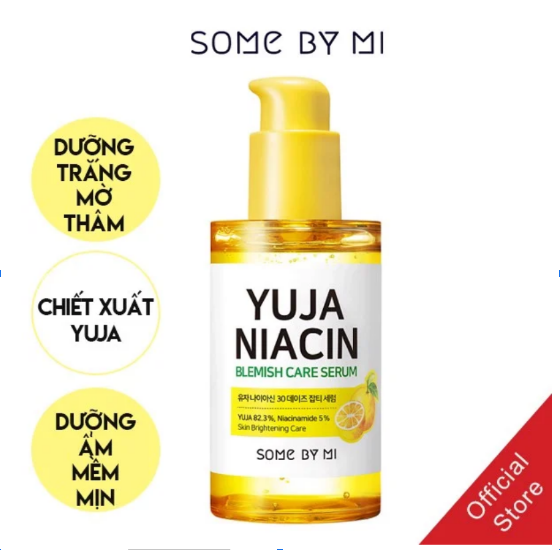 SOME BY MI
DƯỠNG
TRẮNG
MỜ
THÂM
CHIẾT XUẤT
YUJA
DƯỠNG
ẨM
MỀM
MỊN
YUJA
NIACIN
BLEMISH CARE SERUM
유자 나이아신 30 데이즈 잡티 세럼
YUJA 82.3%, Niacinamide 5%
Skin Brightening Care
SOME BY MI
Official
Store